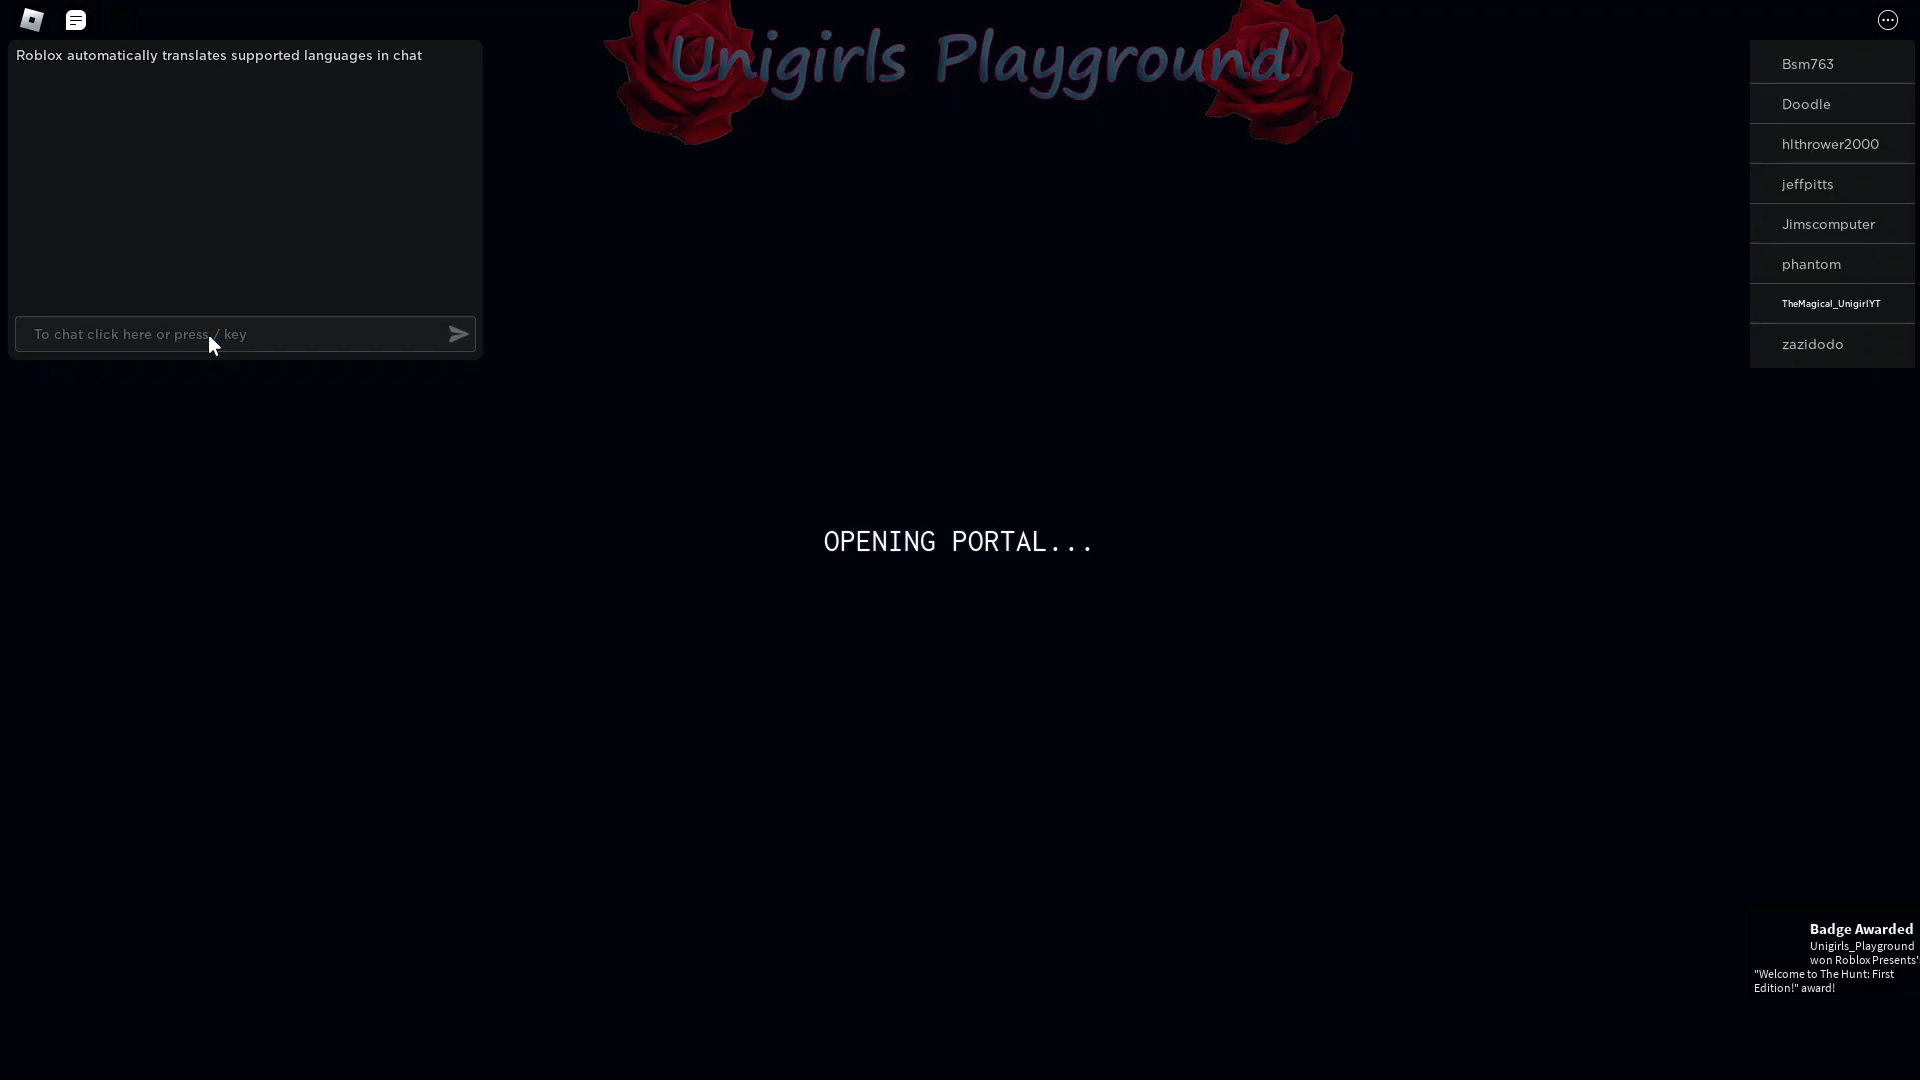 Unigirls Playground
Roblox automatically translates supported languages in chat
To chat click here or press / key
Bsm763
Doodle
hlthrower2000
jeffpitts
Jimscomputer
phantom
TheMagical_UnigirlYT
zazidodo
OPENING PORTAL...
Badge Awarded
Unigirls_Playground
won Roblox Presents'
"Welcome to The Hunt: First
Edition!" award!